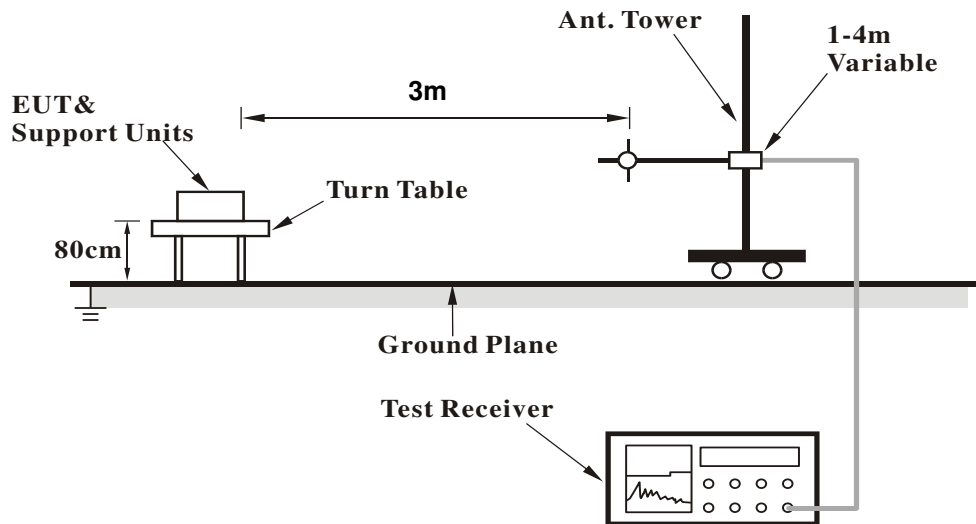 Ant. Tower
1-4m
Variable
3m
EUT&
Support Units
Turn Table
80cm
Ground Plane
Test Receiver